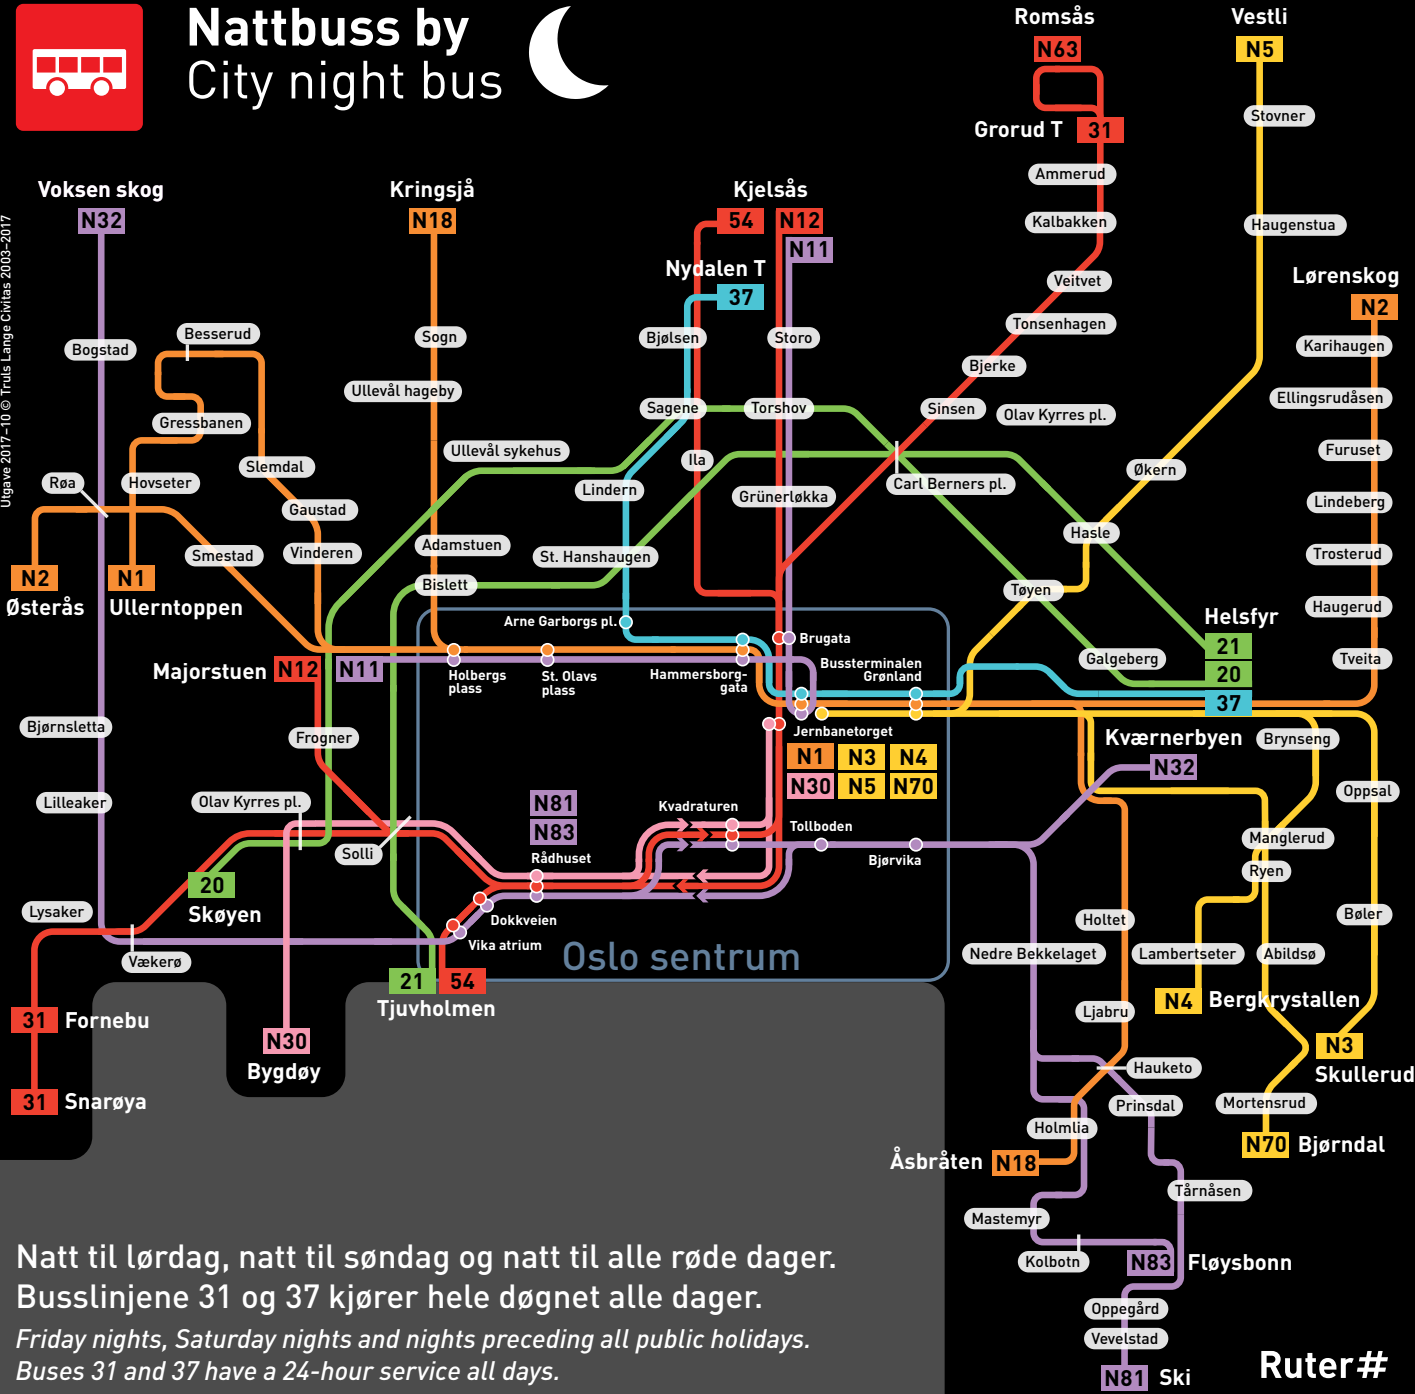 Nattbuss by
City night bus
Romsås
N63
Vestli
N5
Grorud T
31
Stovner
Ammerud
Kalbakken
Haugenstua
Veitvet
Tonsenhagen
Bjerke
Sinsen
Olav Kyrres pl.
Lørenskog
N2
Karihaugen
Ellingsrudåsen
Furuset
Lindeberg
Trosterud
Haugerud
Tveita
Voksen skog
N32
Kringsjå
N18
Kjelsås
54
N12
N11
Nydalen T
37
Utgave 2017–10 © Truls Lange Civitas 2003–2017
Bogstad
Besserud
Gressbanen
Røa
Hovseter
Slemdal
Gaustad
Vinderen
Smestad
N2
Østerås
N1
Ullerntoppen
Sogn
Ullevål hageby
Ullevål sykehus
Adamstuen
Bislett
Bjølsen
Storo
Sagene
Torshov
Ila
Lindern
Grünerløkka
St. Hanshaugen
Carl Berners pl.
Økern
Hasle
Tøyen
Galgeberg
Helsfyr
21
20
37
Arne Garborgs pl.
Brugata
Bussterminalen
Grønland
Majorstuen
N12
N11
Holbergs
plass
St. Olavs
plass
Hammersborg-
gata
Jernbanetorget
N1
N3
N4
N30
N5
N70
Kværnerbyen
N32
Brynseng
Oppsal
Bjørnsletta
Frogner
Lilleaker
Olav Kyrres pl.
Solli
N81
N83
Rådhuset
Kvadraturen
Tollboden
Bjørvika
Manglerud
Ryen
20
Skøyen
Lysaker
Vækerø
Dokkveien
Vika atrium
Oslo sentrum
Holtet
Bøler
Nedre Bekkelaget
Lambertseter
Abildsø
21
54
Tjuvholmen
N4
Bergkrystallen
Ljabru
31
Fornebu
N30
Bygdøy
N3
Skullerud
Hauketo
31
Snarøya
Prinsdal
Mortensrud
Holmlia
N70
Bjørndal
Åsbråten
N18
Tårnåsen
Mastemyr
Kolbotn
N83
Fløysbonn
Oppegård
Vevelstad
N81
Ski
Natt til lørdag, natt til søndag og natt til alle røde dager.
Busslinjene 31 og 37 kjører hele døgnet alle dager.
Friday nights, Saturday nights and nights preceding all public holidays.
Buses 31 and 37 have a 24-hour service all days.
Ruter#